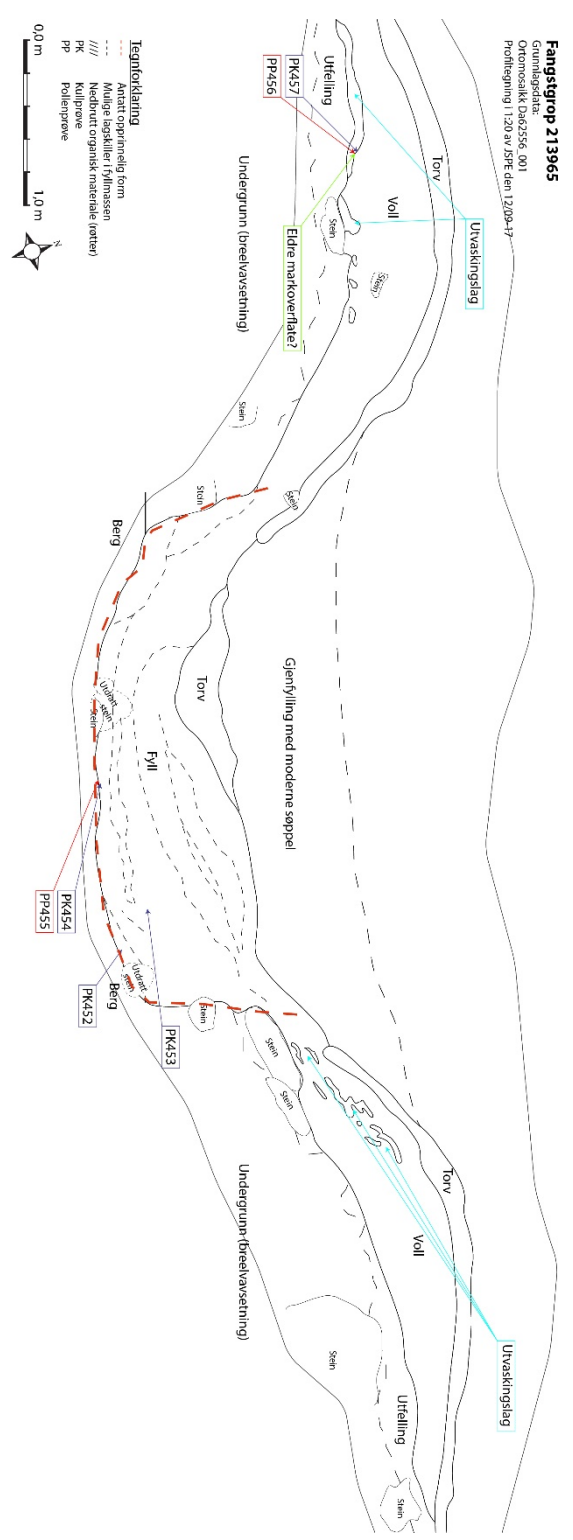 Fangstgrop 213965
Grunnlagsdata:
Ortomosaikk Da62556_001
Profiltegning i 1:20 av JSPE den 12/09-17
Utvaskingslag
Utvaskingslag
Torv
Voll
Utfelling
PK457
PP456
Stein
Stein
Eldre markoverflate?
Undergrunn (breelvavsetning)
Stein
Stein
Stein
Berg
Gjenfylling med moderne søppel
Torv
Fyll
Utdratt
stein
Stein
PK454
PP455
Utdratt
stein
Berg
PK452
PK453
Stein
Stein
Stein
Torv
Voll
Undergrunn (breelvavsetning)
Stein
Utfelling
Stein
0,0 m
1,0 m
N
Tegnforklaring
Antatt opprinnelig form
Mulige lagskiller i fyllmassen
//// Nedbrutt organisk materiale (røtter)
PK Kullprøve
PP Pollenprøve